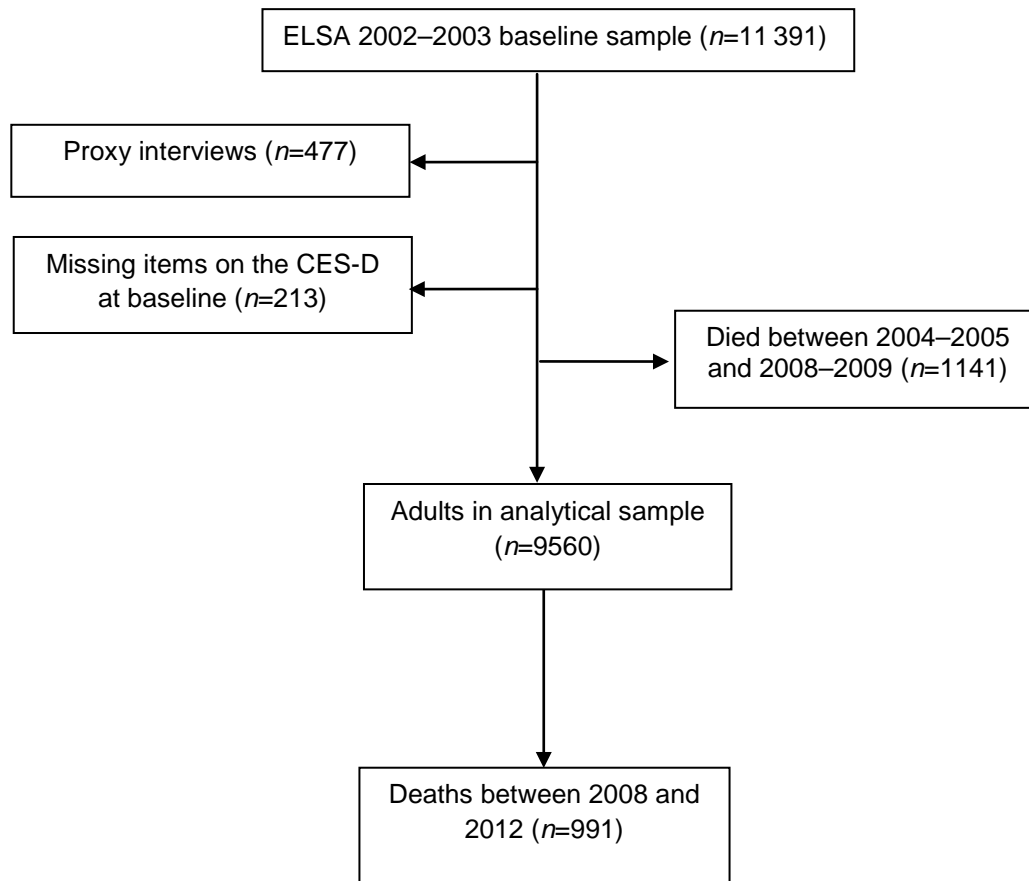 ELSA 2002–2003 baseline sample (n=11 391)
Proxy interviews (n=477)
Missing items on the CES-D
at baseline (n=213)
Died between 2004–2005
and 2008–2009 (n=1141)
Adults in analytical sample
(n=9560)
Deaths between 2008 and
2012 (n=991)